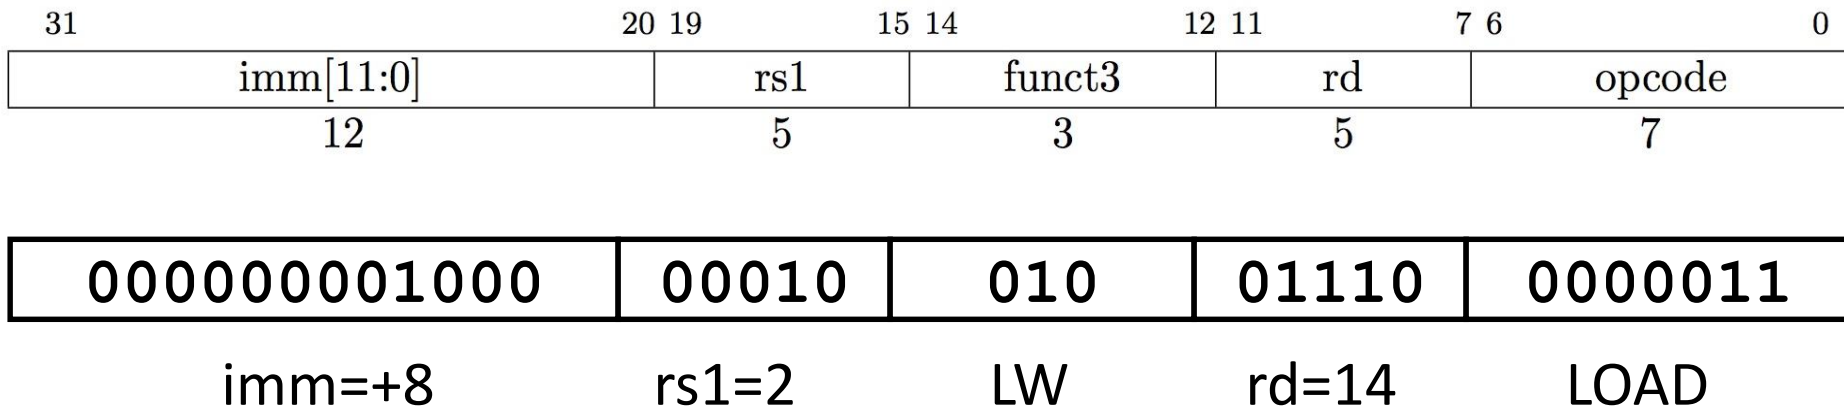 31 20 19 15 14 12 11 7 6 0
imm[11:0] rs1 funct3 rd opcode
12 5 3 5 7
000000001000 00010 010 01110 0000011
imm=+8 rs1=2 LW rd=14 LOAD